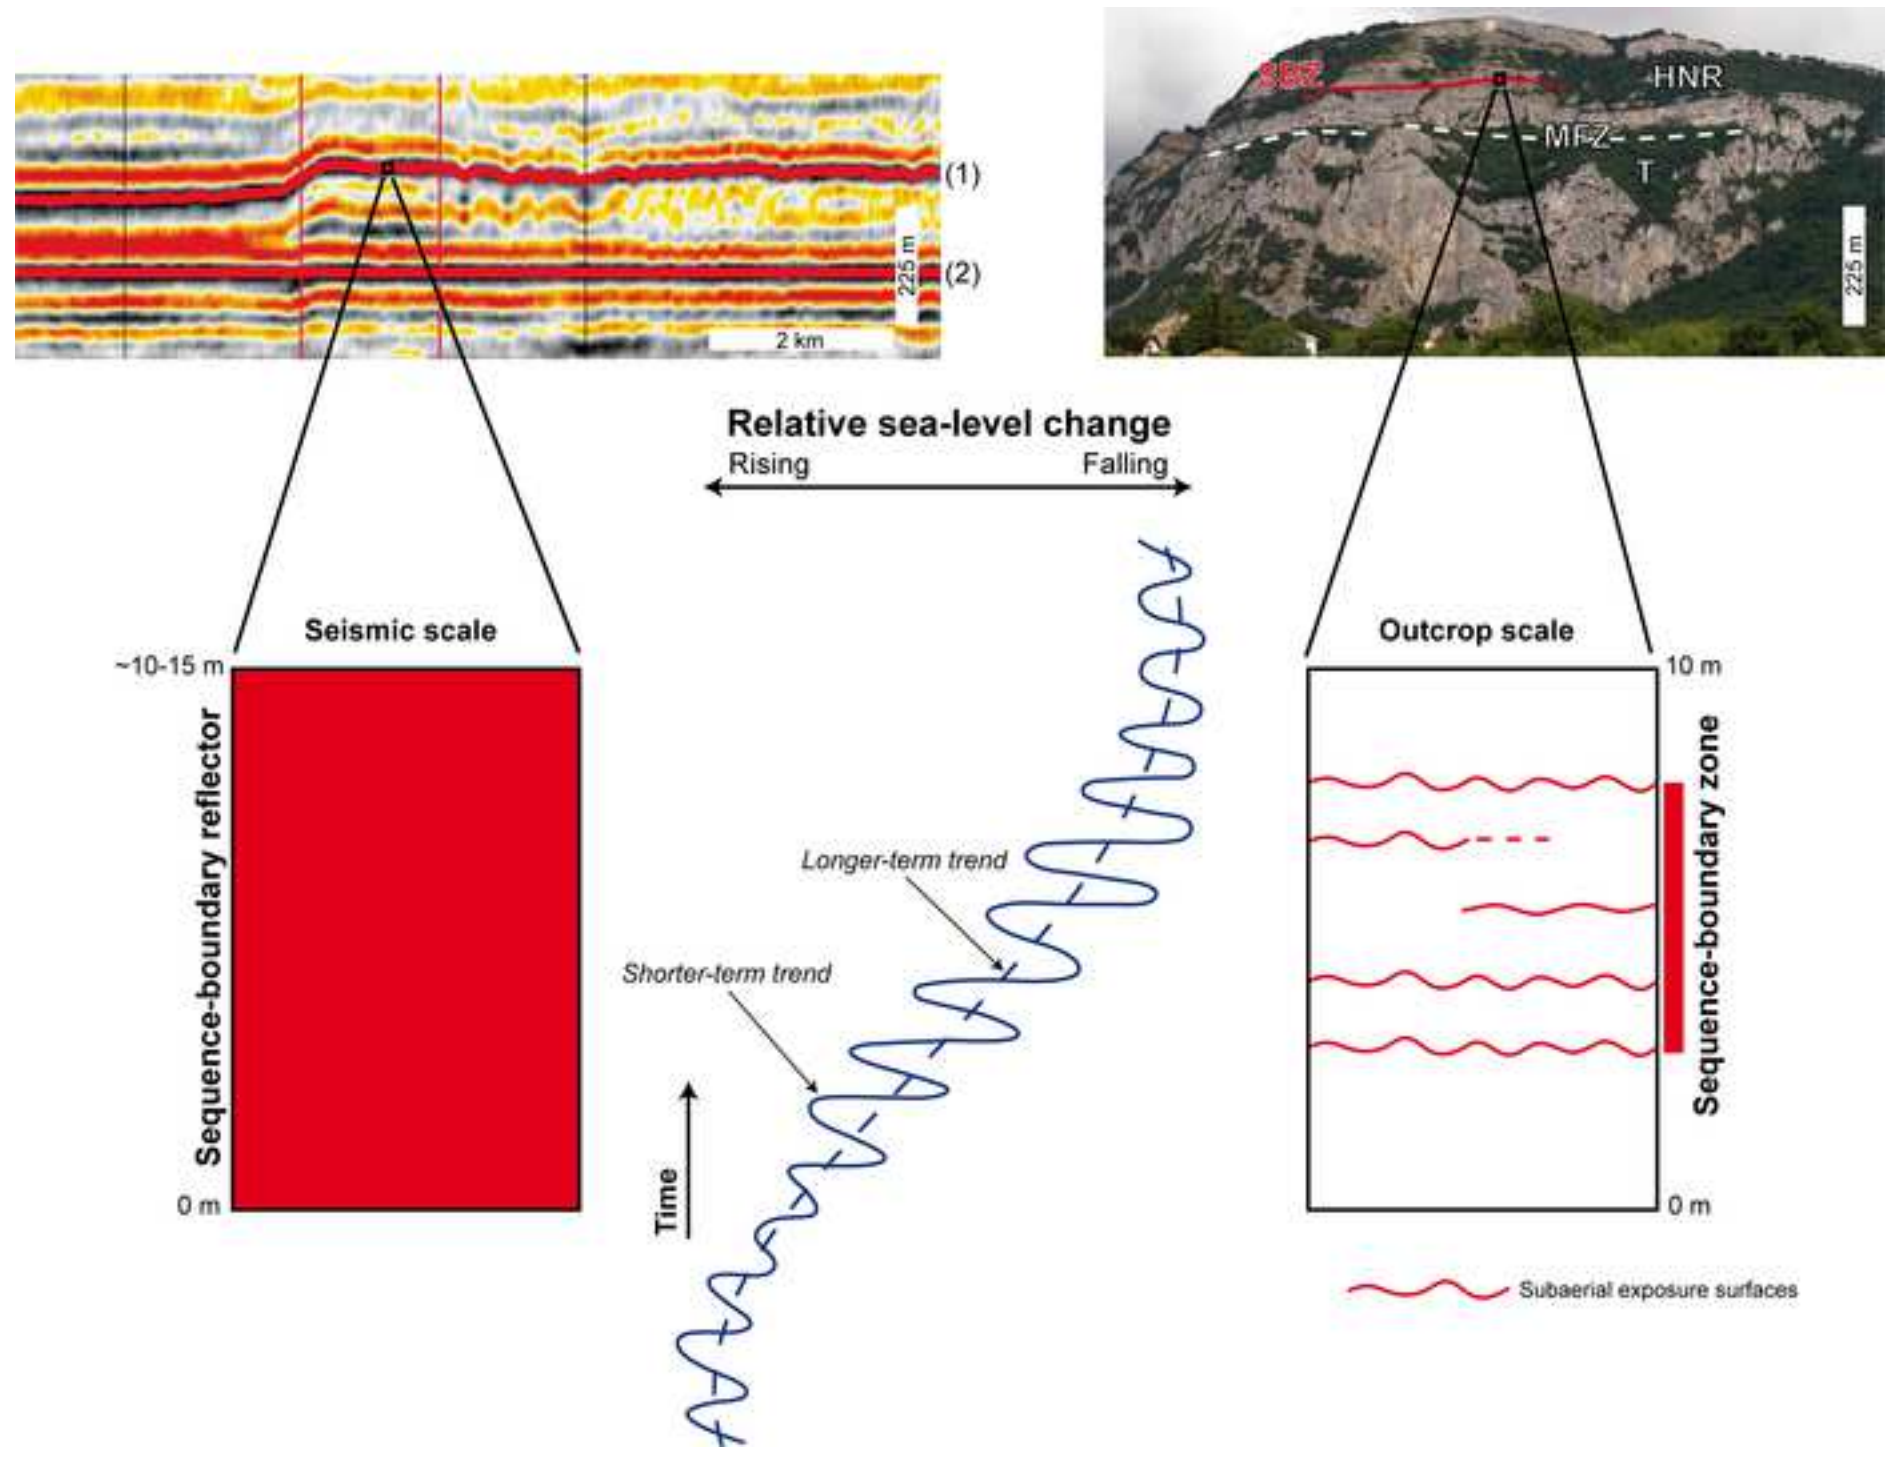 (1)
(2)
225 m
2 km
SBZ
HNR
MFZ
T
225 m
Relative sea-level change
Rising
Falling
Seismic scale
~10-15 m
Sequence-boundary reflector
0 m
Longer-term trend
Shorter-term trend
Time
Outcrop scale
10 m
Sequence-boundary zone
0 m
Subaerial exposure surfaces